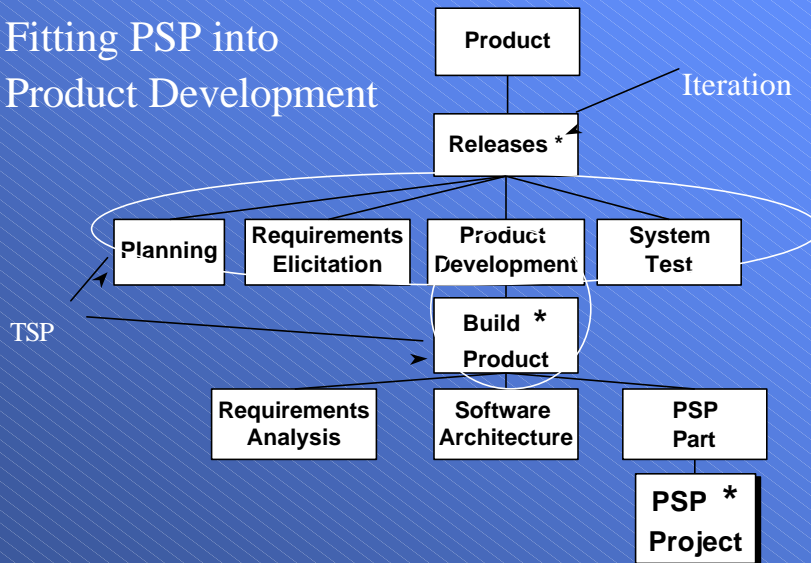 Fitting PSP into
Product Development
Product
Iteration
Releases *
Planning
Requirements
Elicitation
Product
Development
System
Test
TSP
Build *
Product
Requirements
Analysis
Software
Architecture
PSP
Part
PSP *
Project